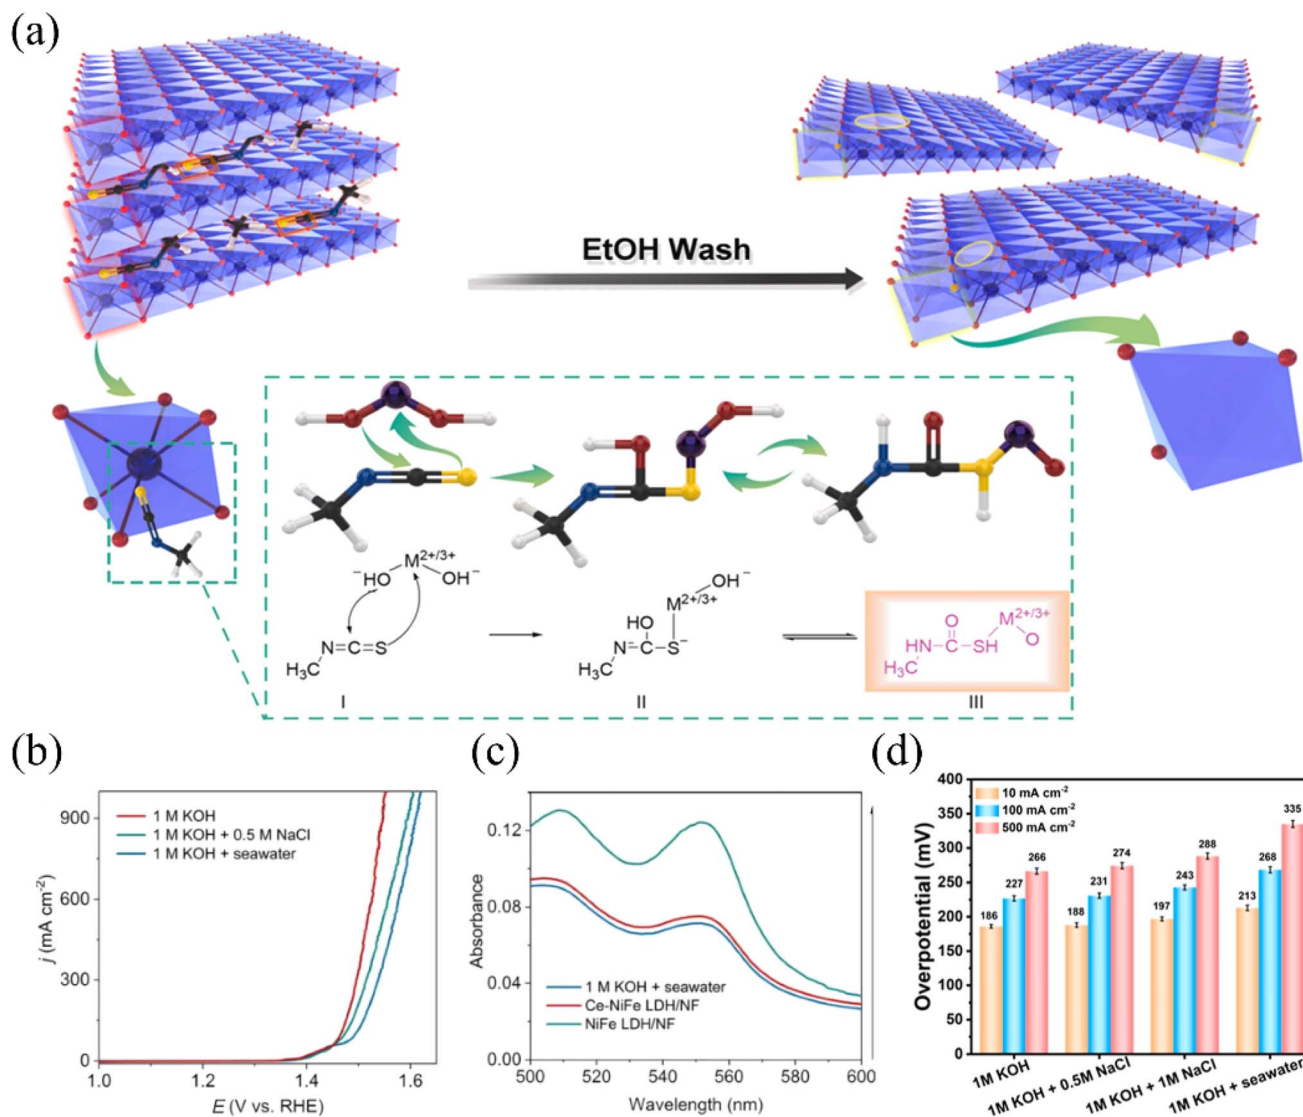 (a)
EtOH Wash
M²⁺/³⁺
⁻HO
OH⁻
N=C=S
H₃C
I
OH⁻
M²⁺/³⁺
HO
N=C-S⁻
H₃C
II
O
M²⁺/³⁺
HN-C-SH
O
H₃C
III
(b)
1 M KOH
1 M KOH + 0.5 M NaCl
1 M KOH + seawater
j (mA cm⁻²)
900
600
300
0
1.0
1.2
1.4
1.6
E (V vs. RHE)
(c)
Absorbance
0.12
0.08
0.04
0.00
1 M KOH + seawater
Ce-NiFe LDH/NF
NiFe LDH/NF
500
520
540
560
580
600
Wavelength (nm)
(d)
Overpotential (mV)
400
350
300
250
200
150
100
50
0
10 mA cm⁻²
100 mA cm⁻²
500 mA cm⁻²
186
227
266
188
231
274
197
243
288
213
268
335
1M KOH
1M KOH + 0.5M NaCl
1M KOH + 1M NaCl
1M KOH + seawater